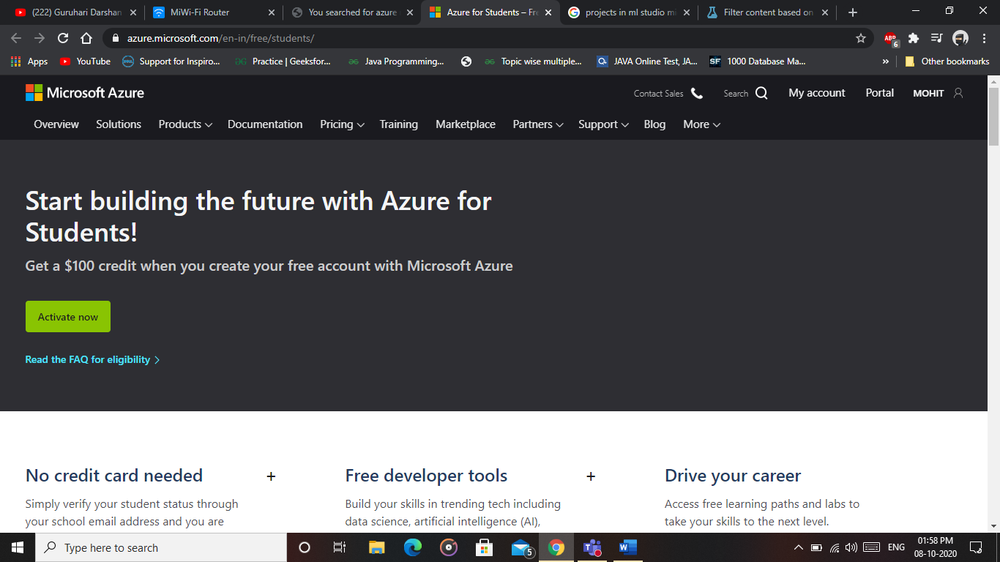 (222) Guruhari Darshan
MiWi-Fi Router
You searched for azure
Azure for Students – Fre
projects in ml studio mi
Filter content based on
azure.microsoft.com/en-in/free/students/
ABP
6
Apps
YouTube
Support for Inspiro...
Practice | Geeksfor...
Java Programming...
Topic wise multiple...
JAVA Online Test, JA...
SF
1000 Database Ma...
»
Other bookmarks
Microsoft Azure
Contact Sales
Search
My account
Portal
MOHIT
Overview
Solutions
Products
Documentation
Pricing
Training
Marketplace
Partners
Support
Blog
More
Start building the future with Azure for
Students!
Get a $100 credit when you create your free account with Microsoft Azure
Activate now
Read the FAQ for eligibility
No credit card needed
+
Simply verify your student status through
your school email address and you are
Free developer tools
+
Build your skills in trending tech including
data science, artificial intelligence (AI),
Drive your career
Access free learning paths and labs to
take your skills to the next level.
Type here to search
5
ENG
01:58 PM
08-10-2020